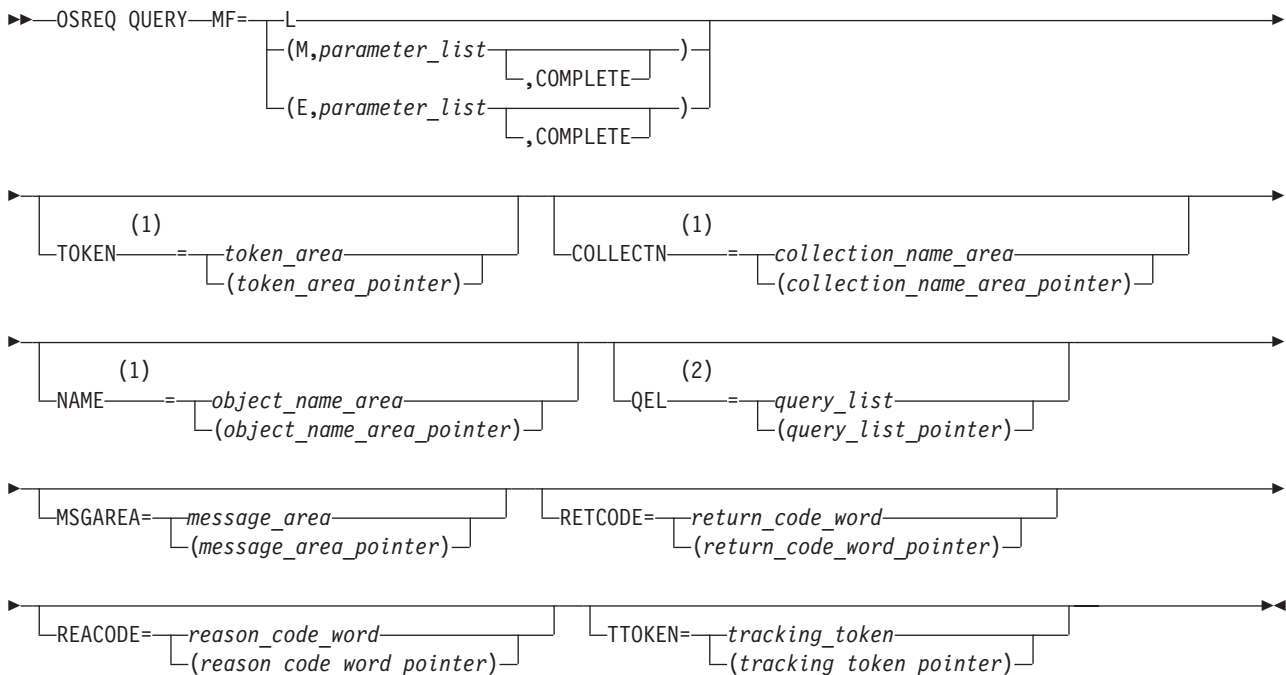 OSREQ QUERY MF= L
(M,parameter_list ,COMPLETE )
(E,parameter_list ,COMPLETE )
TOKEN (1) = token_area
(token_area_pointer)
COLLECTN (1) = collection_name_area
(collection_name_area_pointer)
NAME (1) = object_name_area
(object_name_area_pointer)
QEL (2) = query_list
(query_list_pointer)
MSGAREA= message_area
(message_area_pointer)
RETCODE= return_code_word
(return_code_word_pointer)
REACODE= reason_code_word
(reason code word pointer)
TTOKEN= tracking_token
(tracking token pointer)